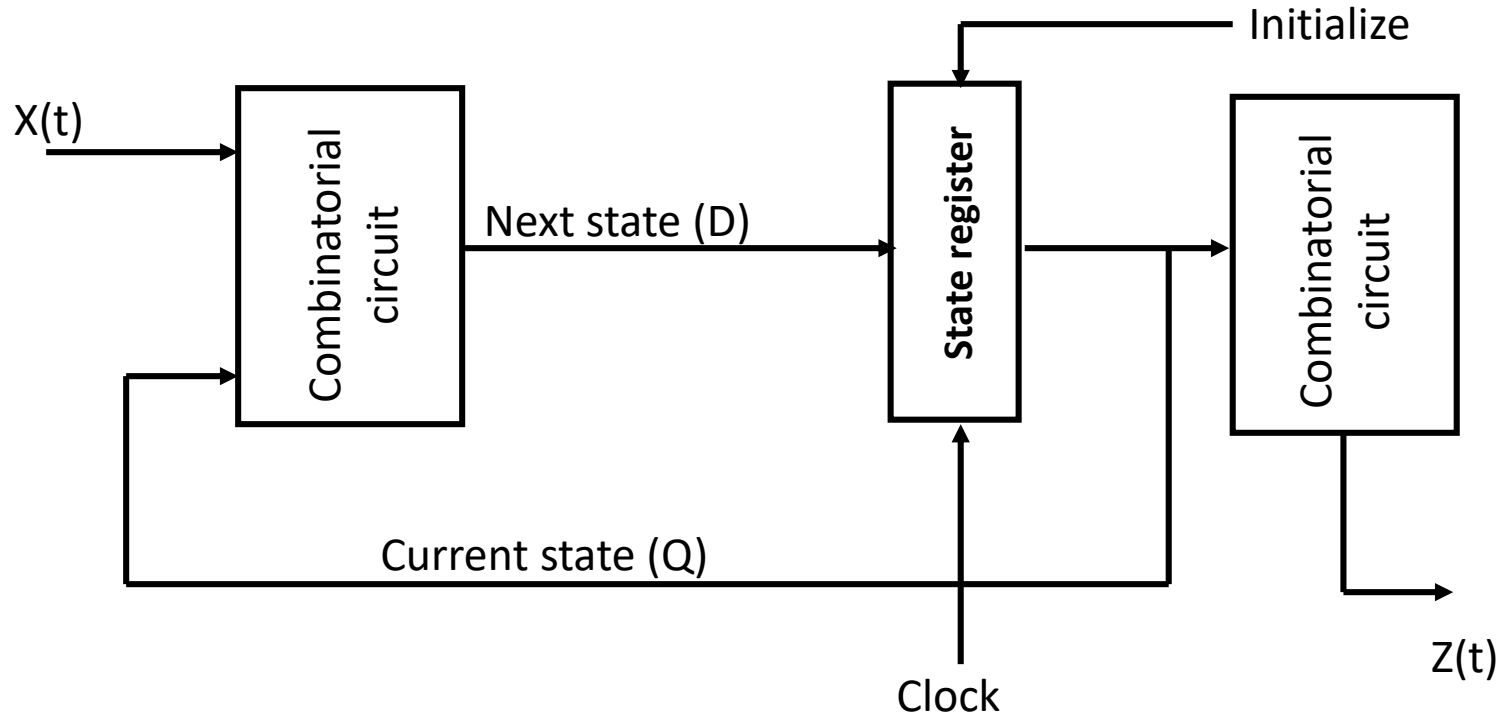 Initialize
X(t)
Combinatorial
circuit
Next state (D)
State register
Combinatorial
circuit
Current state (Q)
Z(t)
Clock